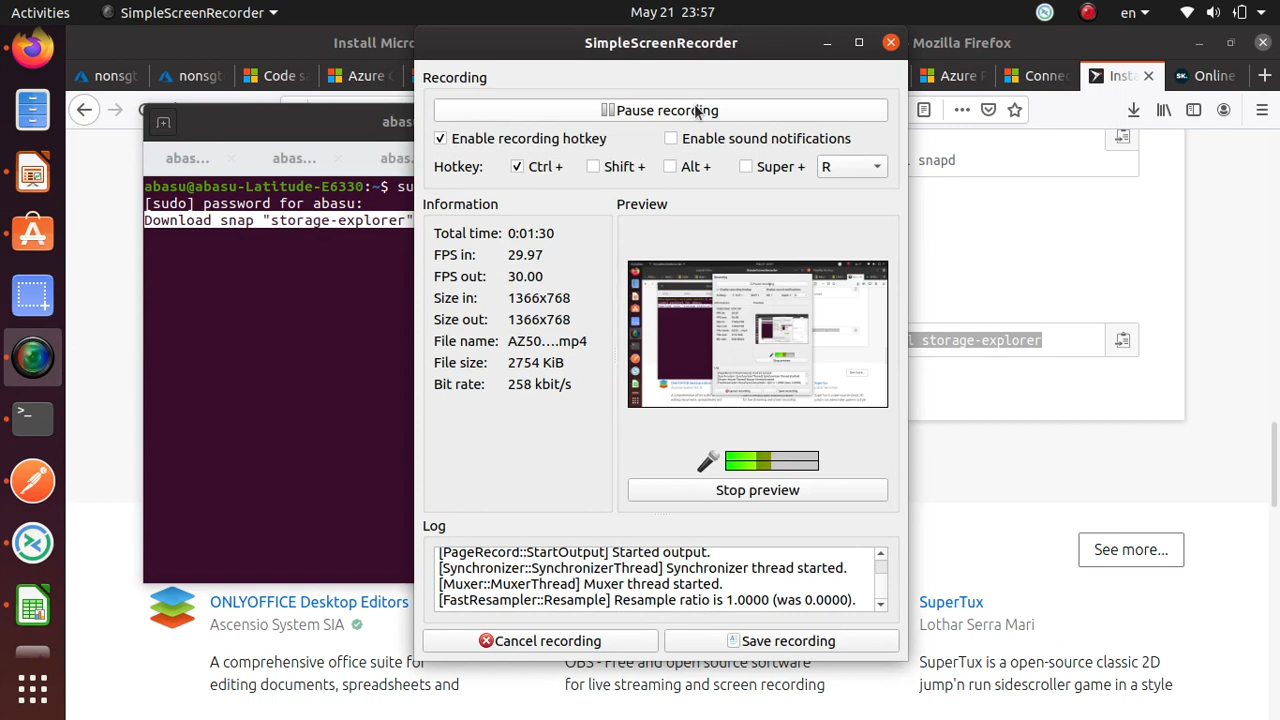 Activities SimpleScreenRecorder May 21 23:57 en
Install Micr SimpleScreenRecorder Mozilla Firefox
nonsgt nonsgt Code sa Azure C Azure R Connec Insta Online
abasu
abas... abas... abas
abasu@abasu-Latitude-E6330:~$ su
[sudo] password for abasu:
Download snap "storage-explorer"
Recording
Pause recording
Enable recording hotkey Enable sound notifications
Hotkey: Ctrl + Shift + Alt + Super + R
Information Preview
Total time: 0:01:30
FPS in: 29.97
FPS out: 30.00
Size in: 1366x768
Size out: 1366x768
File name: AZ50....mp4
File size: 2754 KiB
Bit rate: 258 kbit/s
Stop preview
Log
[PageRecord::StartOutput] Started output.
[Synchronizer::SynchronizerThread] Synchronizer thread started.
[Muxer::MuxerThread] Muxer thread started.
[FastResampler::Resample] Resample ratio is 1.0000 (was 0.0000).
Cancel recording Save recording
snapd
l storage-explorer
See more...
ONLYOFFICE Desktop Editors
Ascensio System SIA
A comprehensive office suite for
editing documents, spreadsheets and
OBS - Free and open source software
for live streaming and screen recording
SuperTux
Lothar Serra Mari
SuperTux is a open-source classic 2D
jump'n run sidescroller game in a style